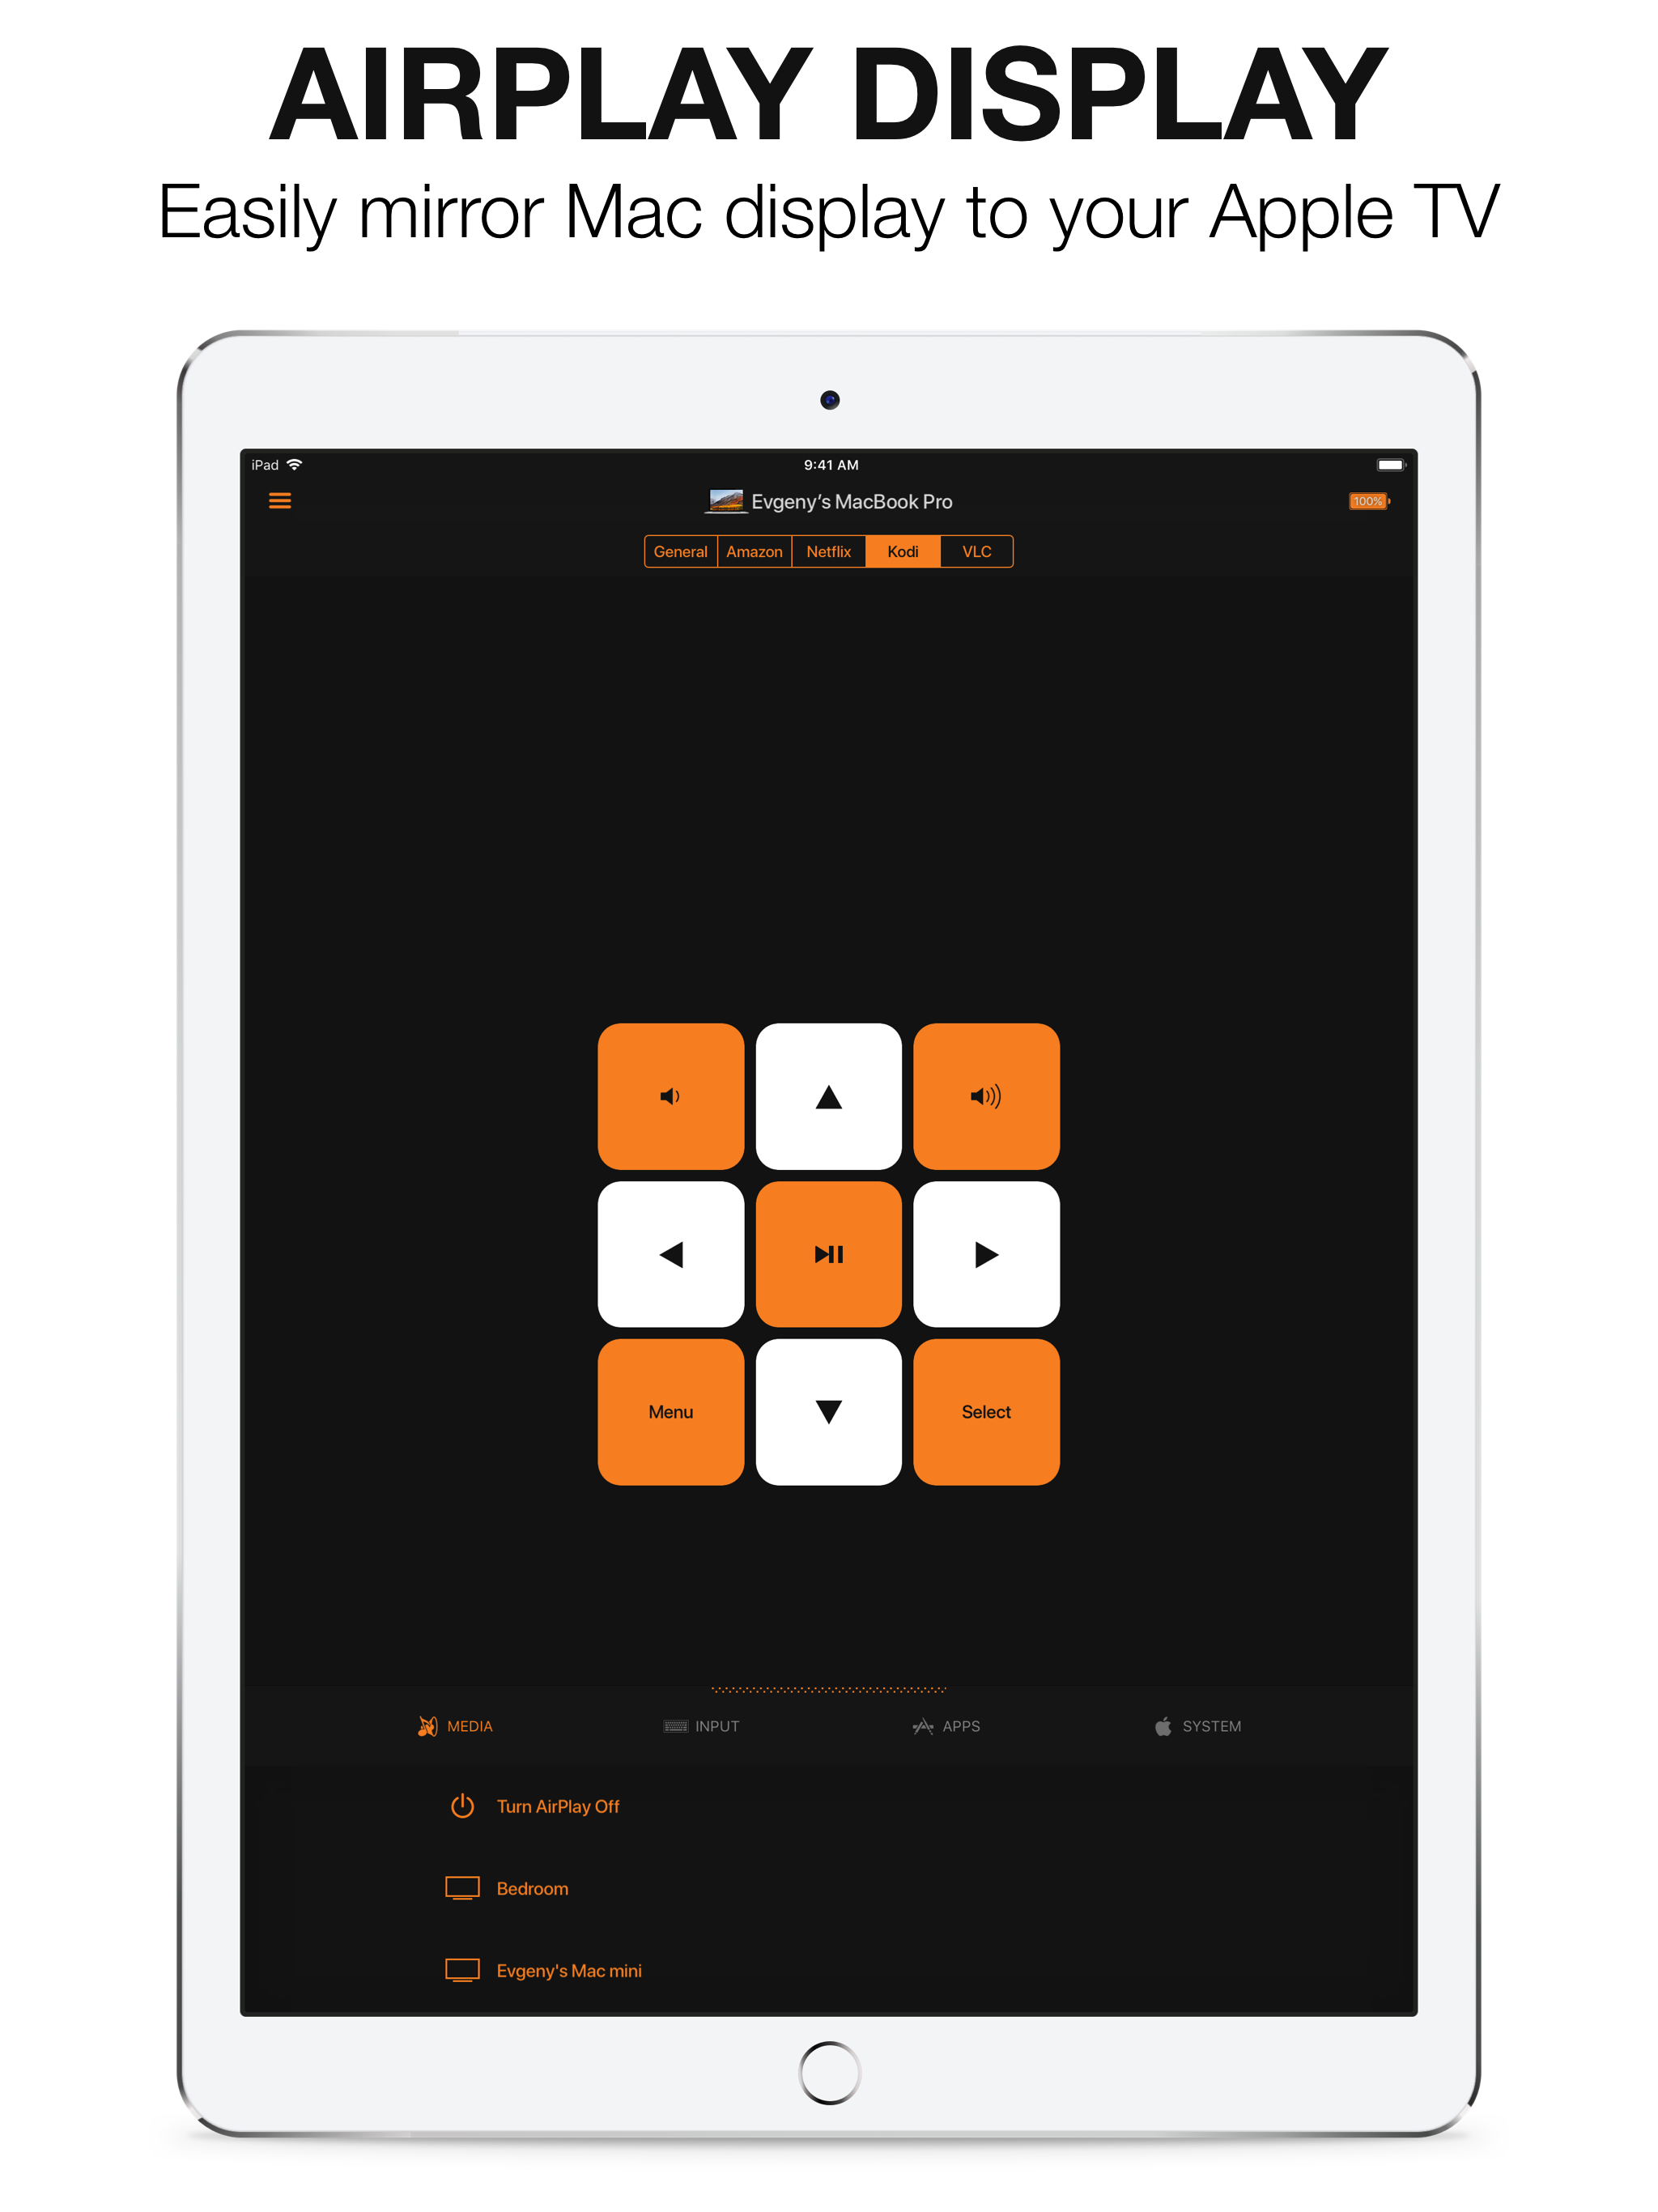 AIRPLAY DISPLAY
Easily mirror Mac display to your Apple TV
iPad 9:41 AM
Evgeny’s MacBook Pro 100%
General Amazon Netflix Kodi VLC
Menu Select
MEDIA INPUT APPS SYSTEM
Turn AirPlay Off
Bedroom
Evgeny's Mac mini